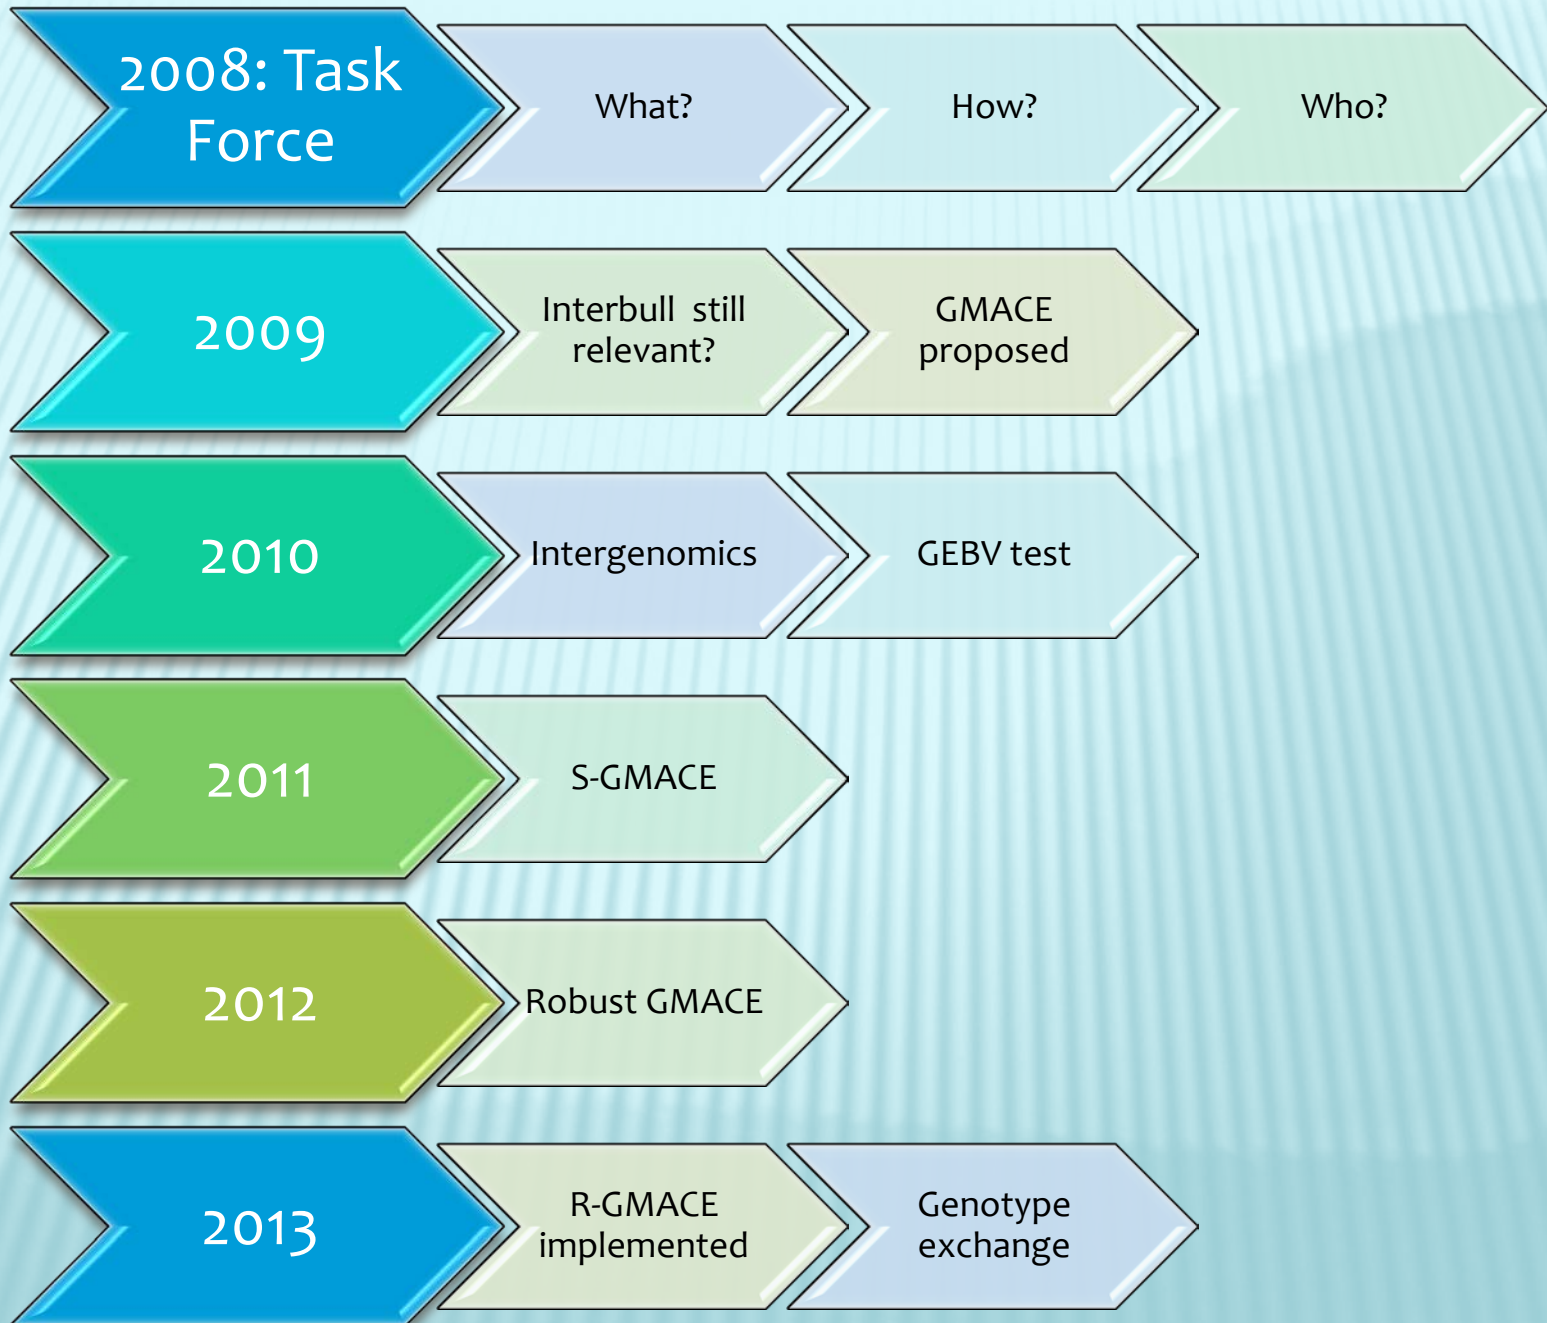 2008: Task
Force
What?
How?
Who?
2009
Interbull still
relevant?
GMACE
proposed
2010
Intergenomics
GEBV test
2011
S-GMACE
2012
Robust GMACE
2013
R-GMACE
implemented
Genotype
exchange